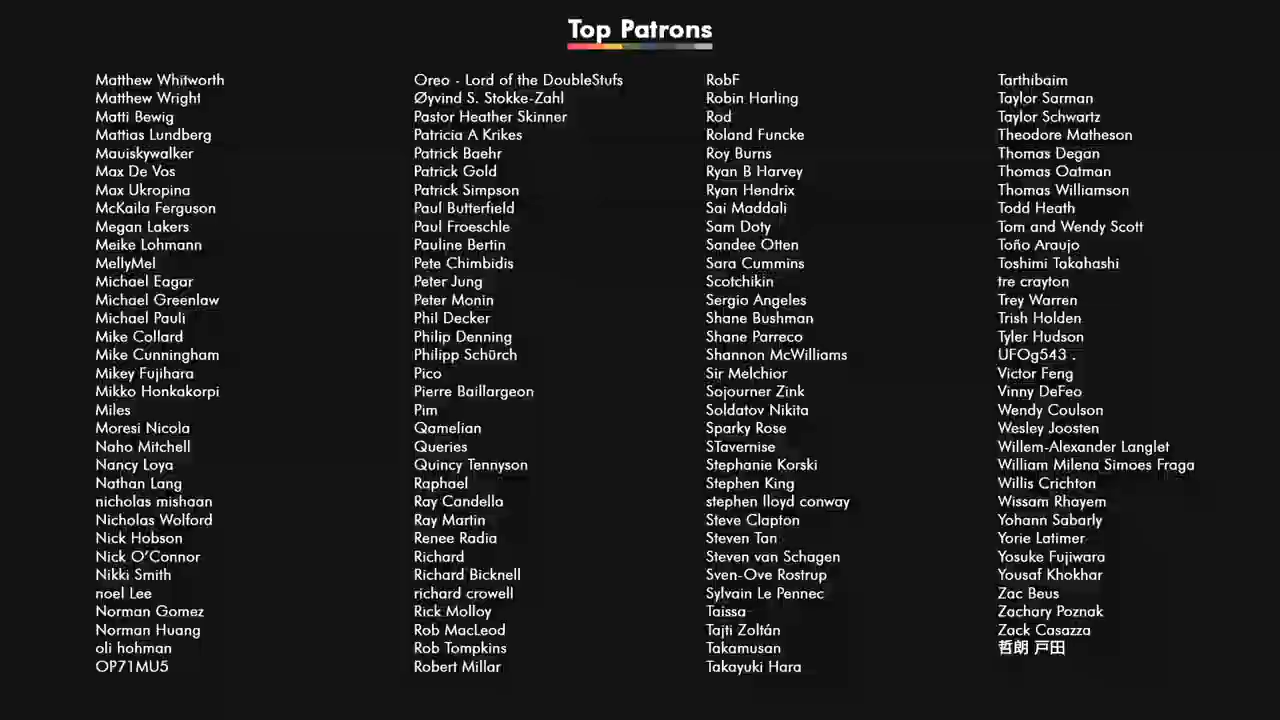 Top Patrons
Matthew Whitworth
Matthew Wright
Matti Bewig
Mattias Lundberg
Mauiskywalker
Max De Vos
Max Ukropina
McKaila Ferguson
Megan Lakers
Meike Lohmann
MellyMel
Michael Eagar
Michael Greenlaw
Michael Pauli
Mike Collard
Mike Cunningham
Mikey Fujihara
Mikko Honkakorpi
Miles
Moresi Nicola
Naho Mitchell
Nancy Loya
Nathan Lang
nicholas mishaan
Nicholas Wolford
Nick Hobson
Nick O’Connor
Nikki Smith
noel Lee
Norman Gomez
Norman Huang
oli hohman
OP71MU5
Oreo - Lord of the DoubleStufs
Øyvind S. Stokke-Zahl
Pastor Heather Skinner
Patricia A Krikes
Patrick Baehr
Patrick Gold
Patrick Simpson
Paul Butterfield
Paul Froeschle
Pauline Bertin
Pete Chimbidis
Peter Jung
Peter Monin
Phil Decker
Philip Denning
Philipp Schürch
Pico
Pierre Baillargeon
Pim
Qamelian
Queries
Quincy Tennyson
Raphael
Ray Candella
Ray Martin
Renee Radia
Richard
Richard Bicknell
richard crowell
Rick Molloy
Rob MacLeod
Rob Tompkins
Robert Millar
RobF
Robin Harling
Rod
Roland Funcke
Roy Burns
Ryan B Harvey
Ryan Hendrix
Sai Maddali
Sam Doty
Sandee Otten
Sara Cummins
Scotchikin
Sergio Angeles
Shane Bushman
Shane Parreco
Shannon McWilliams
Sir Melchior
Sojourner Zink
Soldatov Nikita
Sparky Rose
STavernise
Stephanie Korski
Stephen King
stephen lloyd conway
Steve Clapton
Steven Tan
Steven van Schagen
Sven-Ove Rostrup
Sylvain Le Pennec
Taissa
Tajti Zoltán
Takamusan
Takayuki Hara
Tarthibaim
Taylor Sarman
Taylor Schwartz
Theodore Matheson
Thomas Degan
Thomas Oatman
Thomas Williamson
Todd Heath
Tom and Wendy Scott
Toño Araujo
Toshimi Takahashi
tre crayton
Trey Warren
Trish Holden
Tyler Hudson
UFOg543 .
Victor Feng
Vinny DeFeo
Wendy Coulson
Wesley Joosten
Willem-Alexander Langlet
William Milena Simoes Fraga
Willis Crichton
Wissam Rhayem
Yohann Sabarly
Yorie Latimer
Yosuke Fujiwara
Yousaf Khokhar
Zac Beus
Zachary Poznak
Zack Casazza
哲朗 戸田